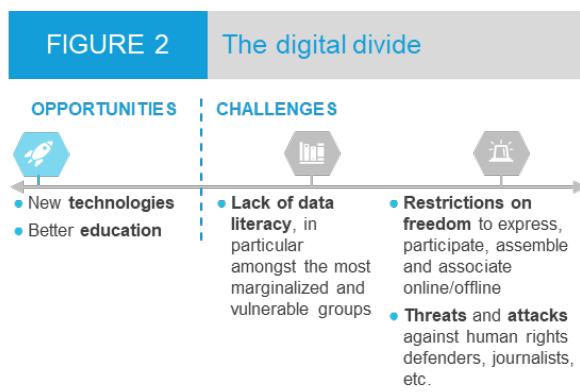 FIGURE 2
The digital divide
OPPORTUNITIES
CHALLENGES
New technologies
Better education
Lack of data
literacy, in
particular
amongst the most
marginalized and
vulnerable groups
Restrictions on
freedom to express,
participate, assemble
and associate
online/offline
Threats and attacks
against human rights
defenders, journalists,
etc.